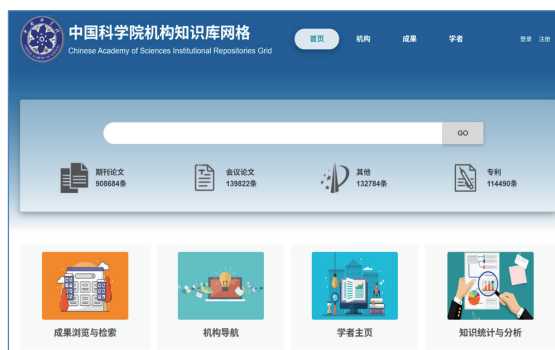 中国科学院机构知识库网格
Chinese Academy of Sciences Institutional Repositories Grid
首页 机构 成果 学者 登录 注册
GO
期刊论文 会议论文 其他 专利
908684条 139822条 132784条 114490条
成果浏览与检索 机构导航 学者主页 知识统计与分析